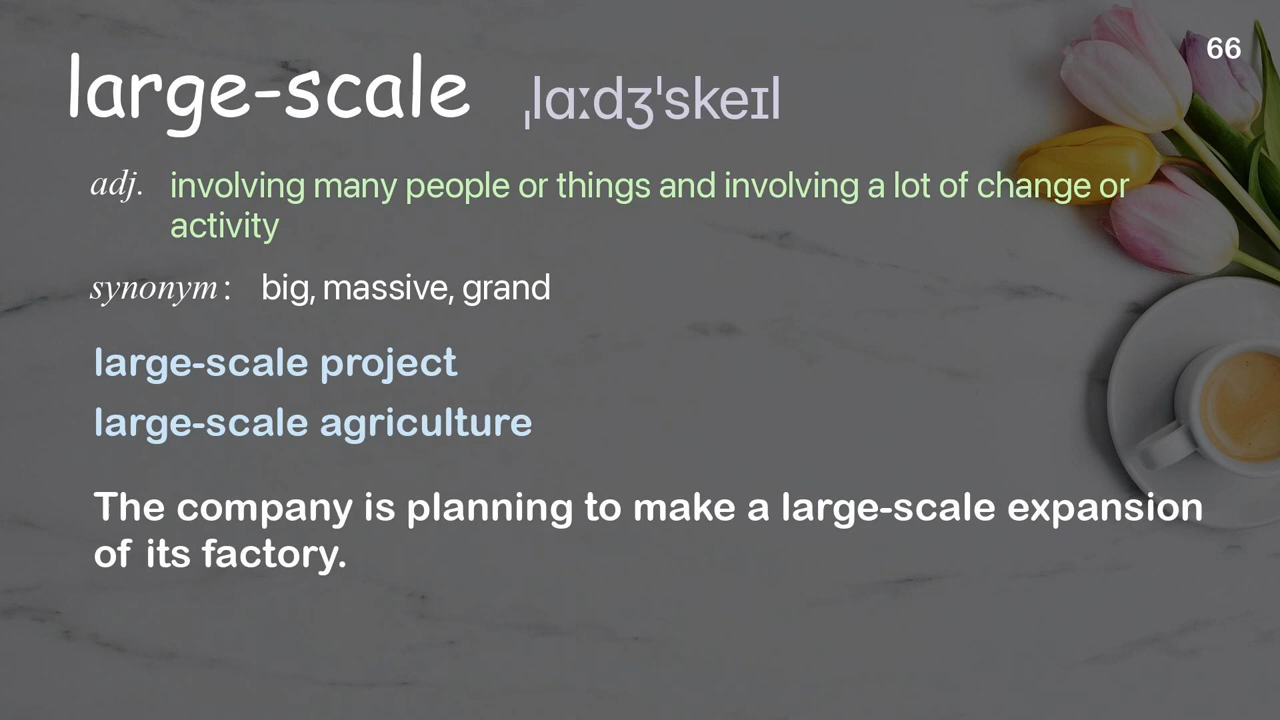 66
large-scale ˌlɑːdʒˈskeɪl
adj. involving many people or things and involving a lot of change or
activity
synonym: big, massive, grand
large-scale project
large-scale agriculture
The company is planning to make a large-scale expansion
of its factory.